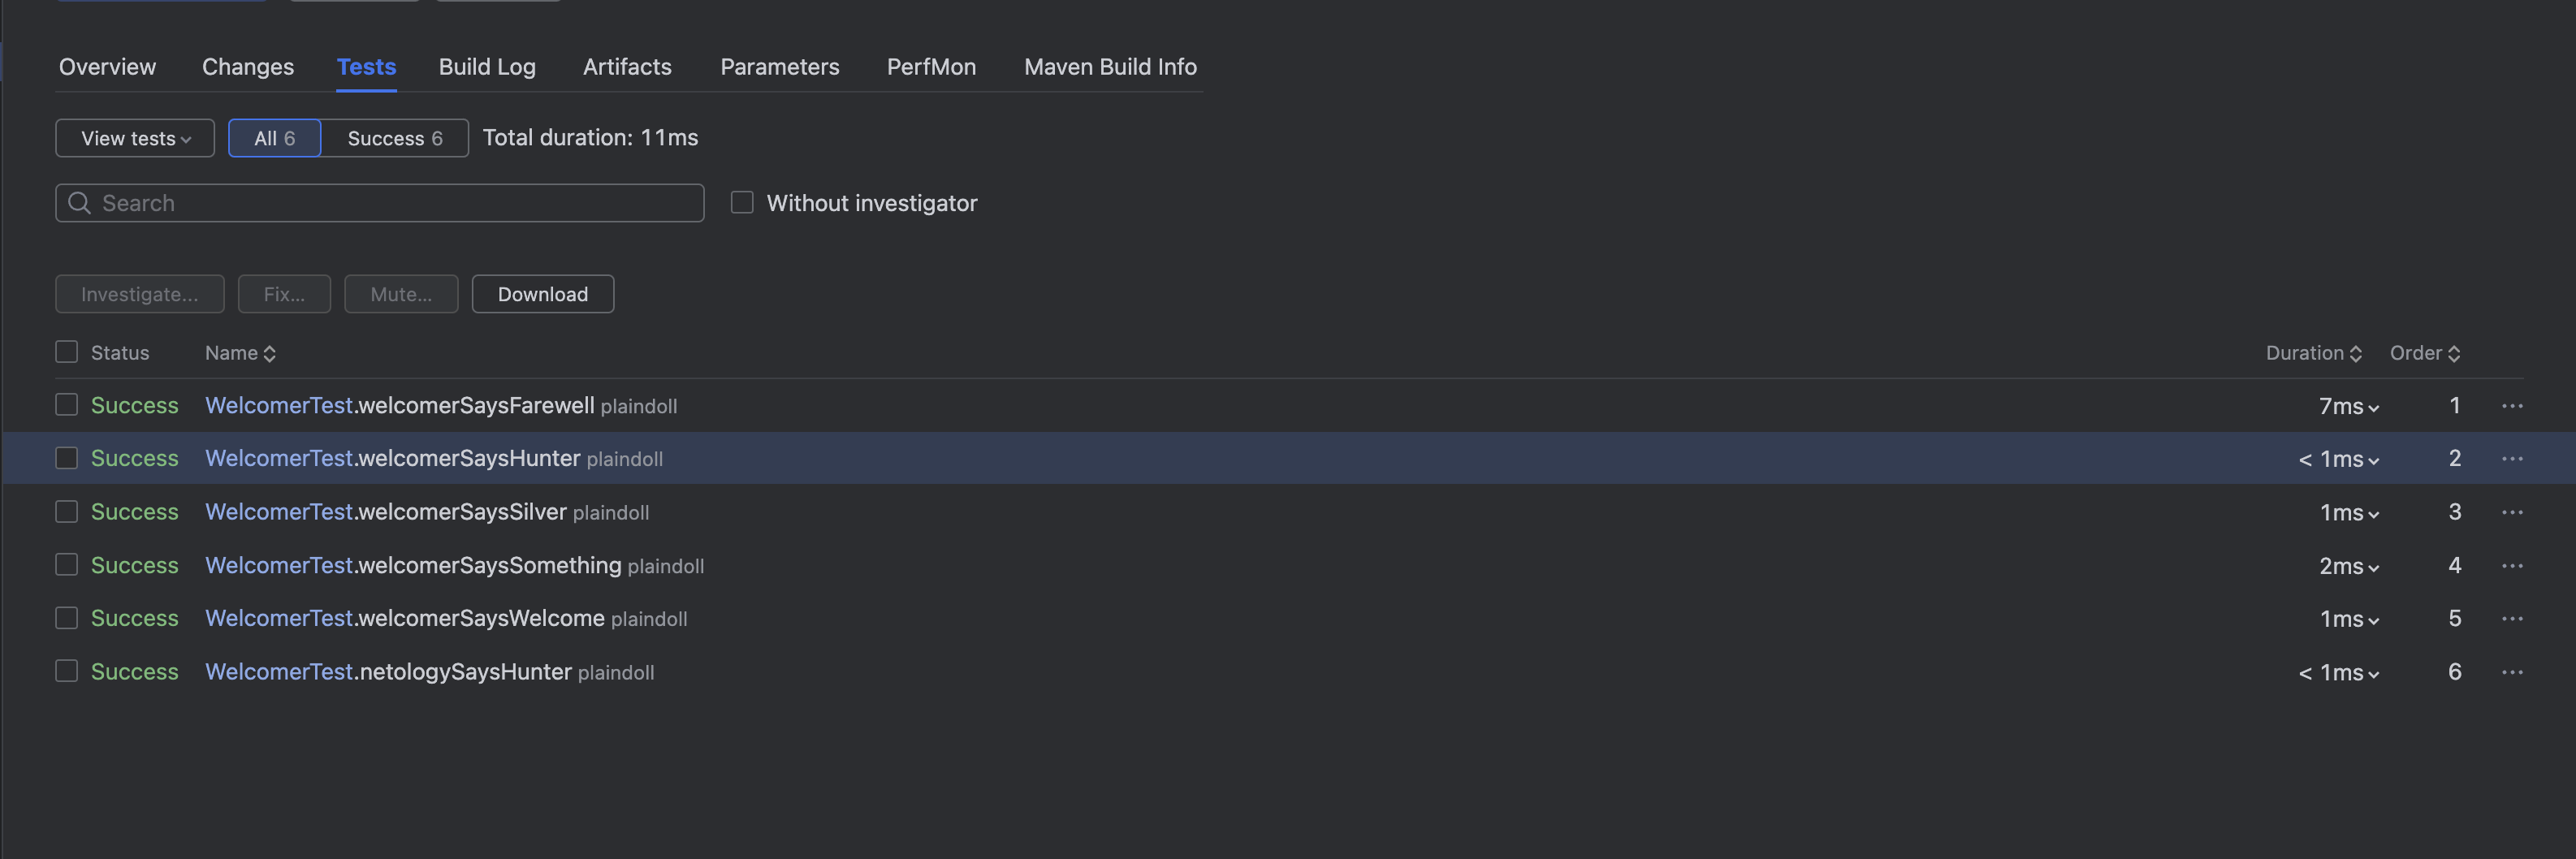 Overview Changes Tests Build Log Artifacts Parameters PerfMon Maven Build Info
View tests All 6 Success 6 Total duration: 11ms
Search Without investigator
Investigate... Fix... Mute... Download
Status Name Duration Order
Success WelcomerTest.welcomerSaysFarewell plaindoll 7ms 1
Success WelcomerTest.welcomerSaysHunter plaindoll < 1ms 2
Success WelcomerTest.welcomerSaysSilver plaindoll 1ms 3
Success WelcomerTest.welcomerSaysSomething plaindoll 2ms 4
Success WelcomerTest.welcomerSaysWelcome plaindoll 1ms 5
Success WelcomerTest.netologySaysHunter plaindoll < 1ms 6